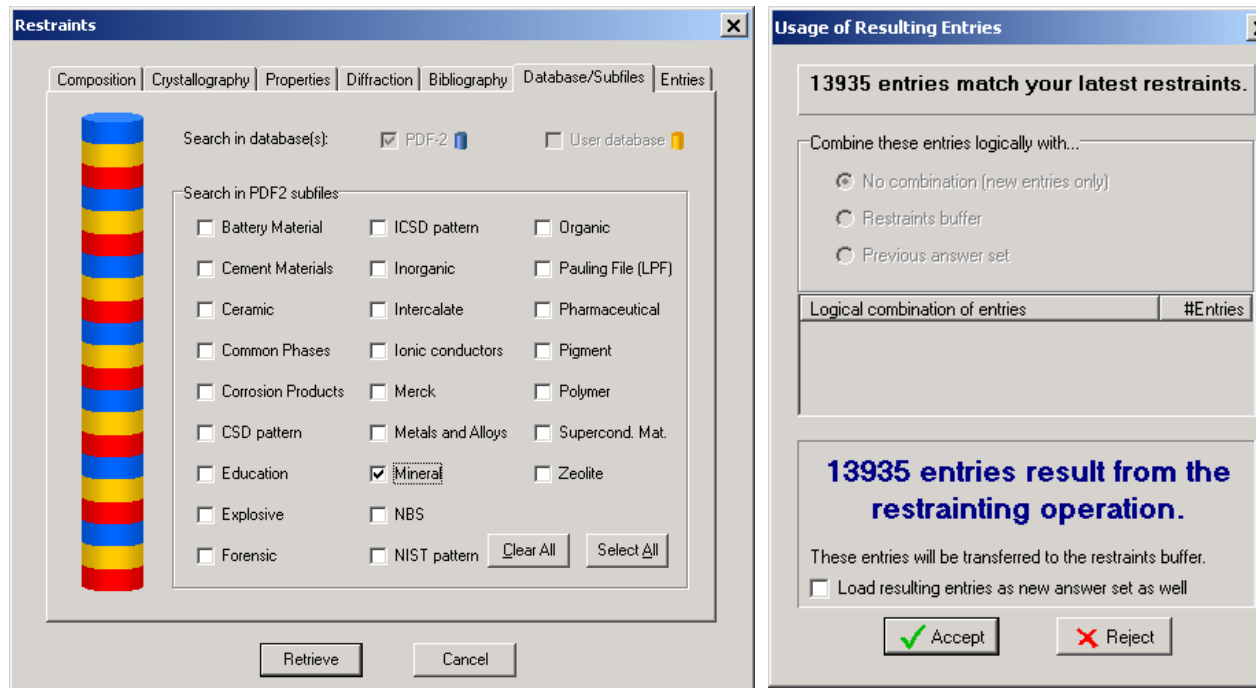 Restraints
Composition Crystallography Properties Diffraction Bibliography Database/Subfiles Entries
Search in database(s): PDF-2 User database
Search in PDF2 subfiles
Battery Material ICSD pattern Organic
Cement Materials Inorganic Pauling File (LPF)
Ceramic Intercalate Pharmaceutical
Common Phases Ionic conductors Pigment
Corrosion Products Merck Polymer
CSD pattern Metals and Alloys Supercond. Mat.
Education Mineral Zeolite
Explosive NBS
Forensic NIST pattern Clear All Select All
Retrieve Cancel
Usage of Resulting Entries
13935 entries match your latest restraints.
Combine these entries logically with...
No combination (new entries only)
Restraints buffer
Previous answer set
Logical combination of entries #Entries
13935 entries result from the
restrainting operation.
These entries will be transferred to the restraints buffer.
Load resulting entries as new answer set as well
Accept Reject